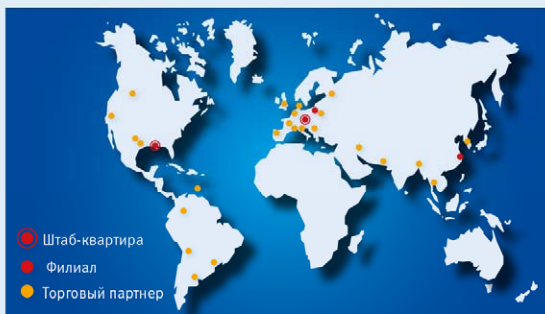 Штаб-квартира
Филиал
Торговый партнер